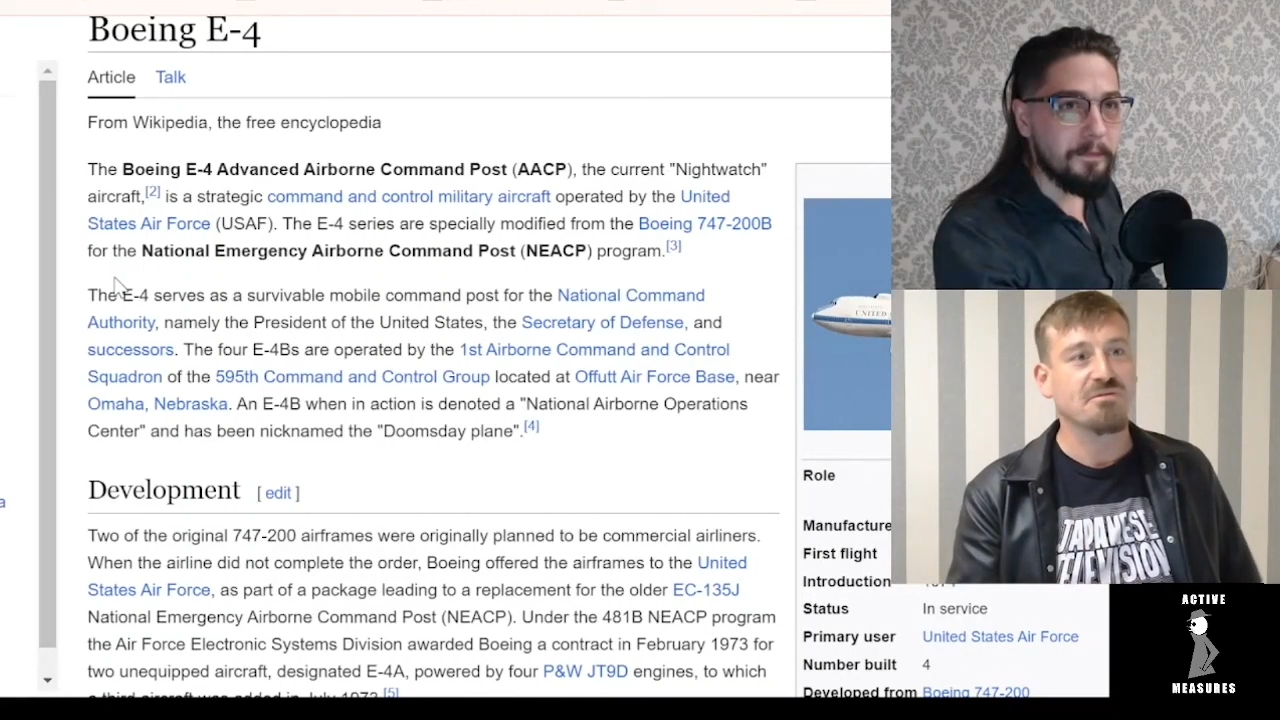 Boeing E-4
Article Talk
From Wikipedia, the free encyclopedia
The Boeing E-4 Advanced Airborne Command Post (AACP), the current "Nightwatch"
aircraft,[2] is a strategic command and control military aircraft operated by the United
States Air Force (USAF). The E-4 series are specially modified from the Boeing 747-200B
for the National Emergency Airborne Command Post (NEACP) program.[3]
The E-4 serves as a survivable mobile command post for the National Command
Authority, namely the President of the United States, the Secretary of Defense, and
successors. The four E-4Bs are operated by the 1st Airborne Command and Control
Squadron of the 595th Command and Control Group located at Offutt Air Force Base, near
Omaha, Nebraska. An E-4B when in action is denoted a "National Airborne Operations
Center" and has been nicknamed the "Doomsday plane".[4]
Development [ edit ]
Two of the original 747-200 airframes were originally planned to be commercial airliners.
When the airline did not complete the order, Boeing offered the airframes to the United
States Air Force, as part of a package leading to a replacement for the older EC-135J
National Emergency Airborne Command Post (NEACP). Under the 481B NEACP program
the Air Force Electronic Systems Division awarded Boeing a contract in February 1973 for
two unequipped aircraft, designated E-4A, powered by four P&W JT9D engines, to which
a third aircraft was added in July 1973.[5]
UNITED
Role
Manufacture
First flight
Introduction
Status In service
Primary user United States Air Force
Number built 4
Developed from Boeing 747-200
JAPANESE
TELEVISION
ACTIVE
MEASURES